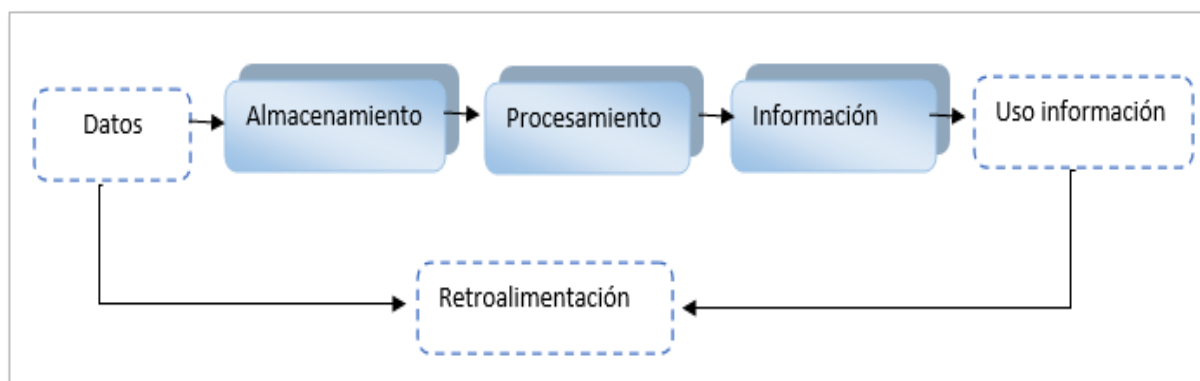 Datos
Almacenamiento
Procesamiento
Información
Uso información
Retroalimentación